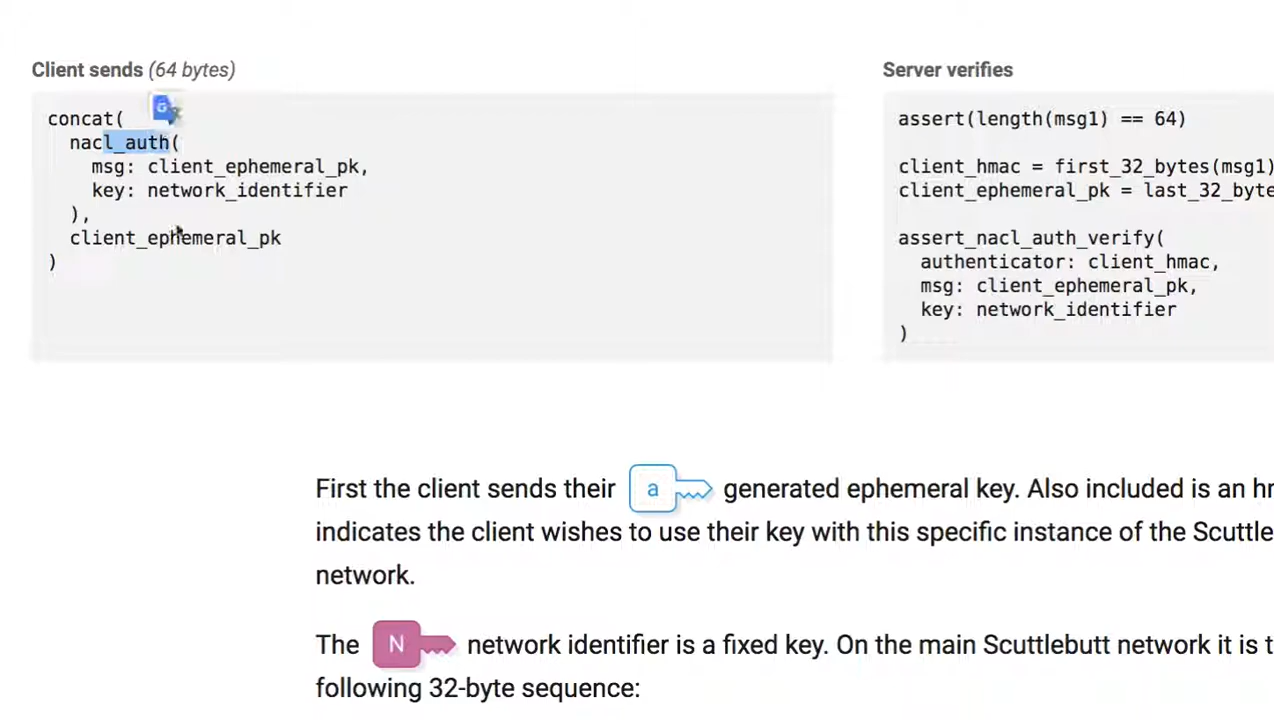 Client sends (64 bytes)
concat(
nacl_auth(
msg: client_ephemeral_pk,
key: network_identifier
),
client_ephemeral_pk
)
Server verifies
assert(length(msg1) == 64)
client_hmac = first_32_bytes(msg1)
client_ephemeral_pk = last_32_byte
assert_nacl_auth_verify(
authenticator: client_hmac,
msg: client_ephemeral_pk,
key: network_identifier
)
First the client sends their a generated ephemeral key. Also included is an
indicates the client wishes to use their key with this specific instance of the Scuttle
network.
The N network identifier is a fixed key. On the main Scuttlebutt network it is t
following 32-byte sequence: